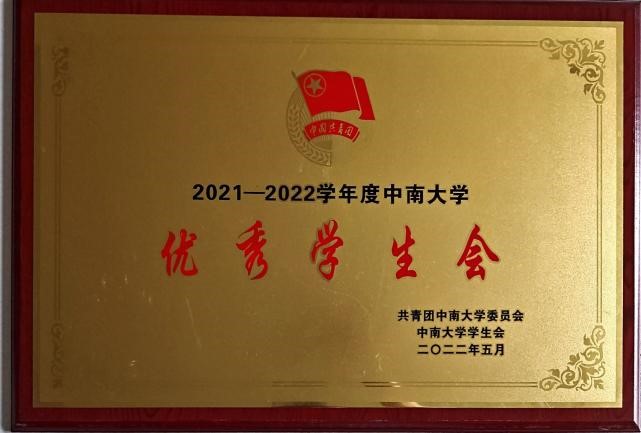 中国共青团
2021—2022学年度中南大学
优秀学生会
共青团中南大学委员会
中南大学学生会
二〇二二年五月